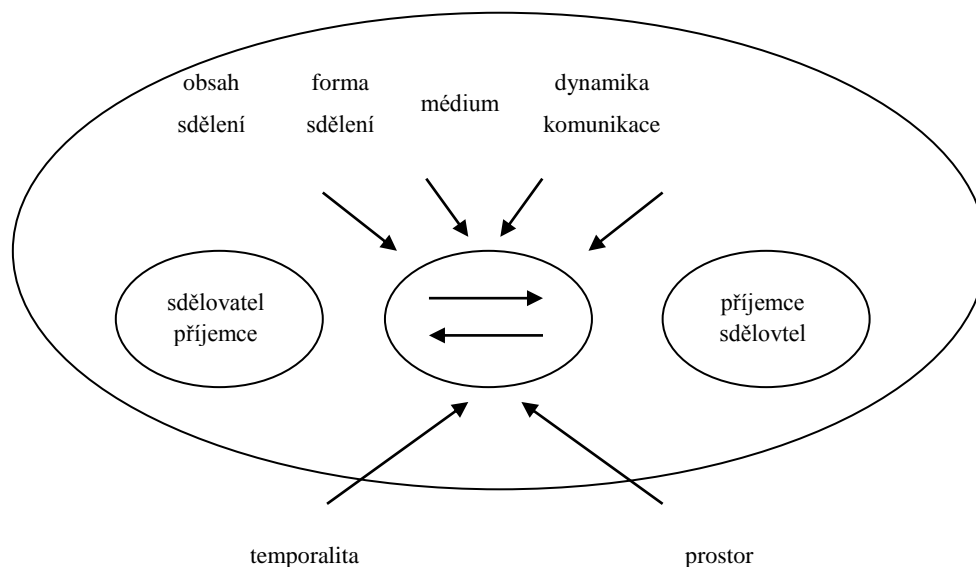 obsah
sdělení
forma
sdělení
médium
dynamika
komunikace
sdělovatel
příjemce
příjemce
sdělovtel
temporalita
prostor